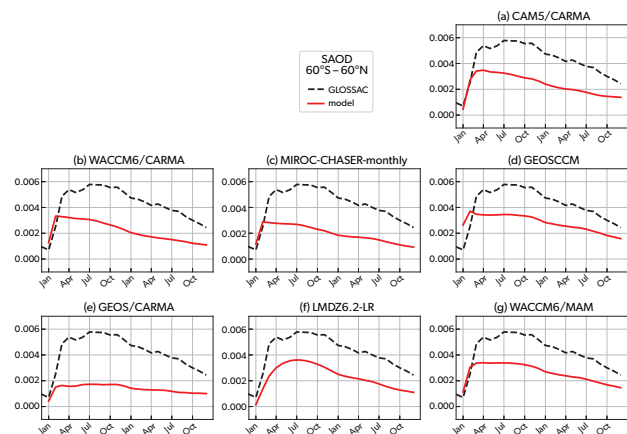 (a) CAM5/CARMA
SAOD
60°S – 60°N
GLOSSAC
model
0.006
0.004
0.002
0.000
Jan Apr Jul Oct Jan Apr Jul Oct
(b) WACCM6/CARMA
(c) MIROC-CHASER-monthly
(d) GEOSCCM
0.006 0.006 0.006
0.004 0.004 0.004
0.002 0.002 0.002
0.000 0.000 0.000
Jan Apr Jul Oct Jan Apr Jul Oct Jan Apr Jul Oct Jan Apr Jul Oct Jan Apr Jul Oct Jan Apr Jul Oct
(e) GEOS/CARMA
(f) LMDZ6.2-LR
(g) WACCM6/MAM
0.006 0.006 0.006
0.004 0.004 0.004
0.002 0.002 0.002
0.000 0.000 0.000
Jan Apr Jul Oct Jan Apr Jul Oct Jan Apr Jul Oct Jan Apr Jul Oct Jan Apr Jul Oct Jan Apr Jul Oct